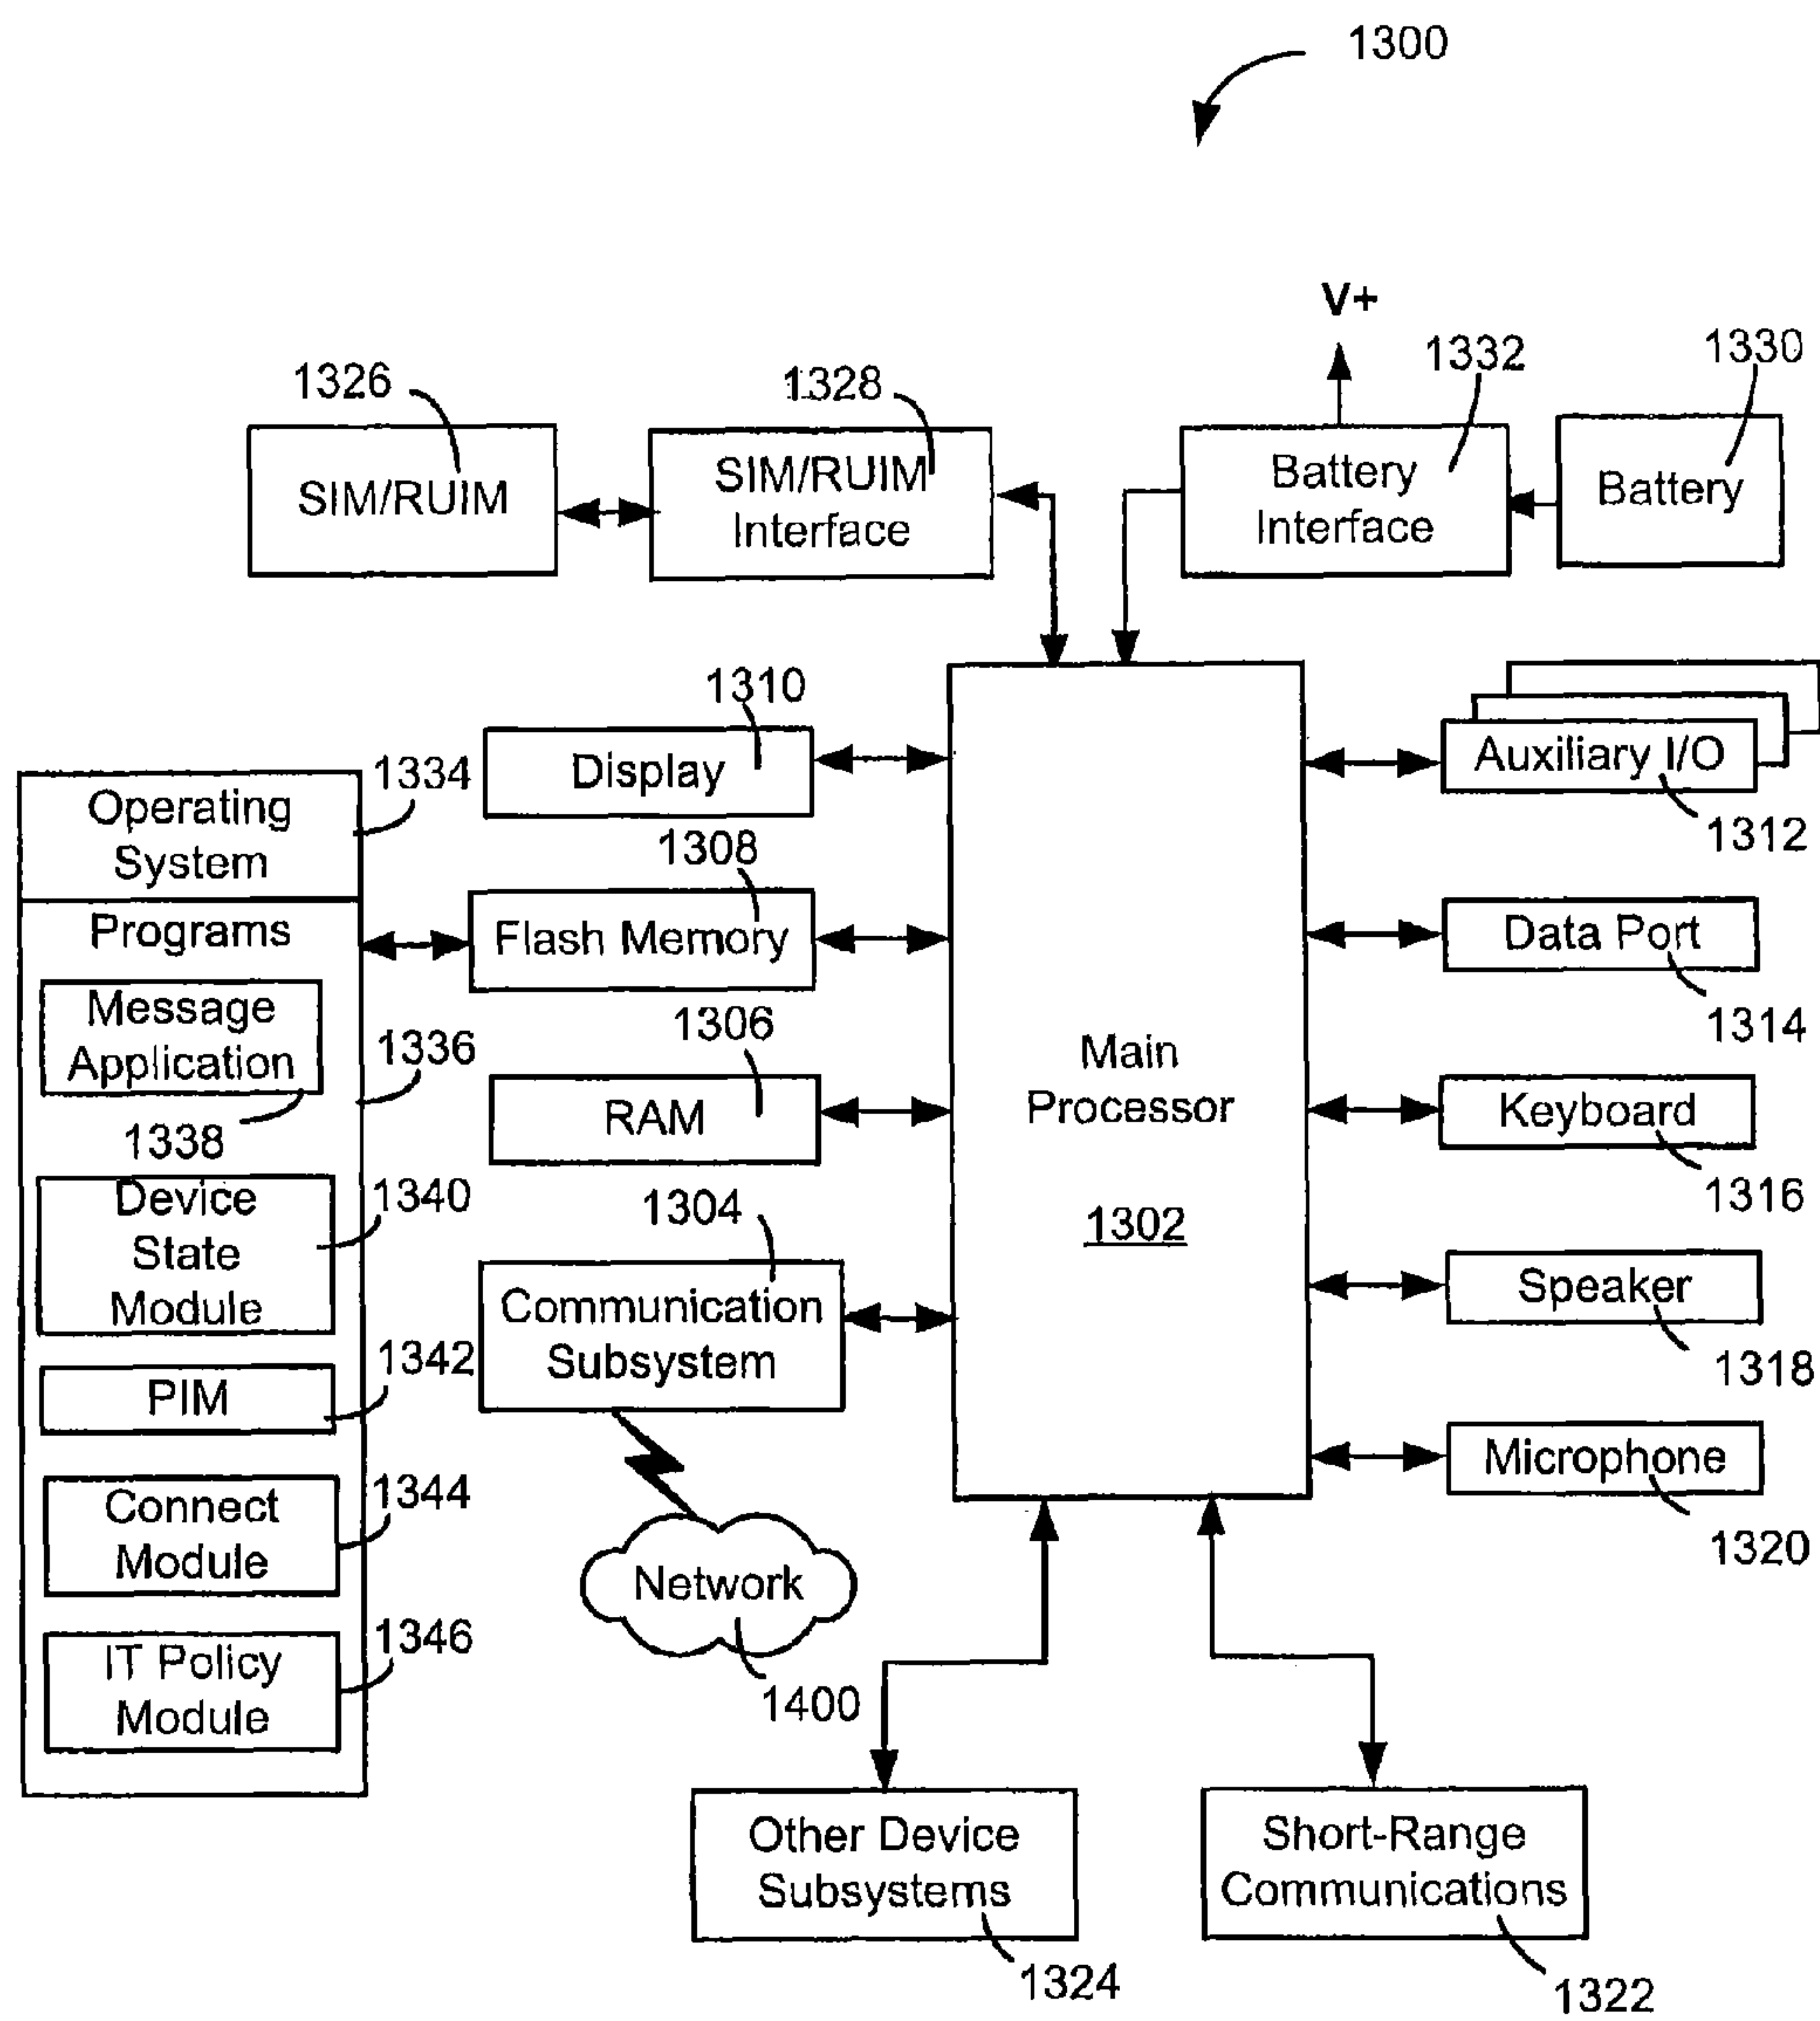 1300
V+
1326
1328
1332
1330
SIM/RUIM
SIM/RUIM
Interface
Battery
Interface
Battery
1310
Display
Auxiliary I/O
1312
1334
Operating
System
1308
Flash Memory
Programs
Data Port
1314
Message
Application
1336
1338
1306
RAM
Main
Processor
1302
Keyboard
1316
Device
State
Module
1340
1304
Communication
Subsystem
Speaker
1318
PIM
1342
Microphone
1320
Connect
Module
1344
Network
1400
IT Policy
Module
1346
Other Device
Subsystems
1324
Short-Range
Communications
1322